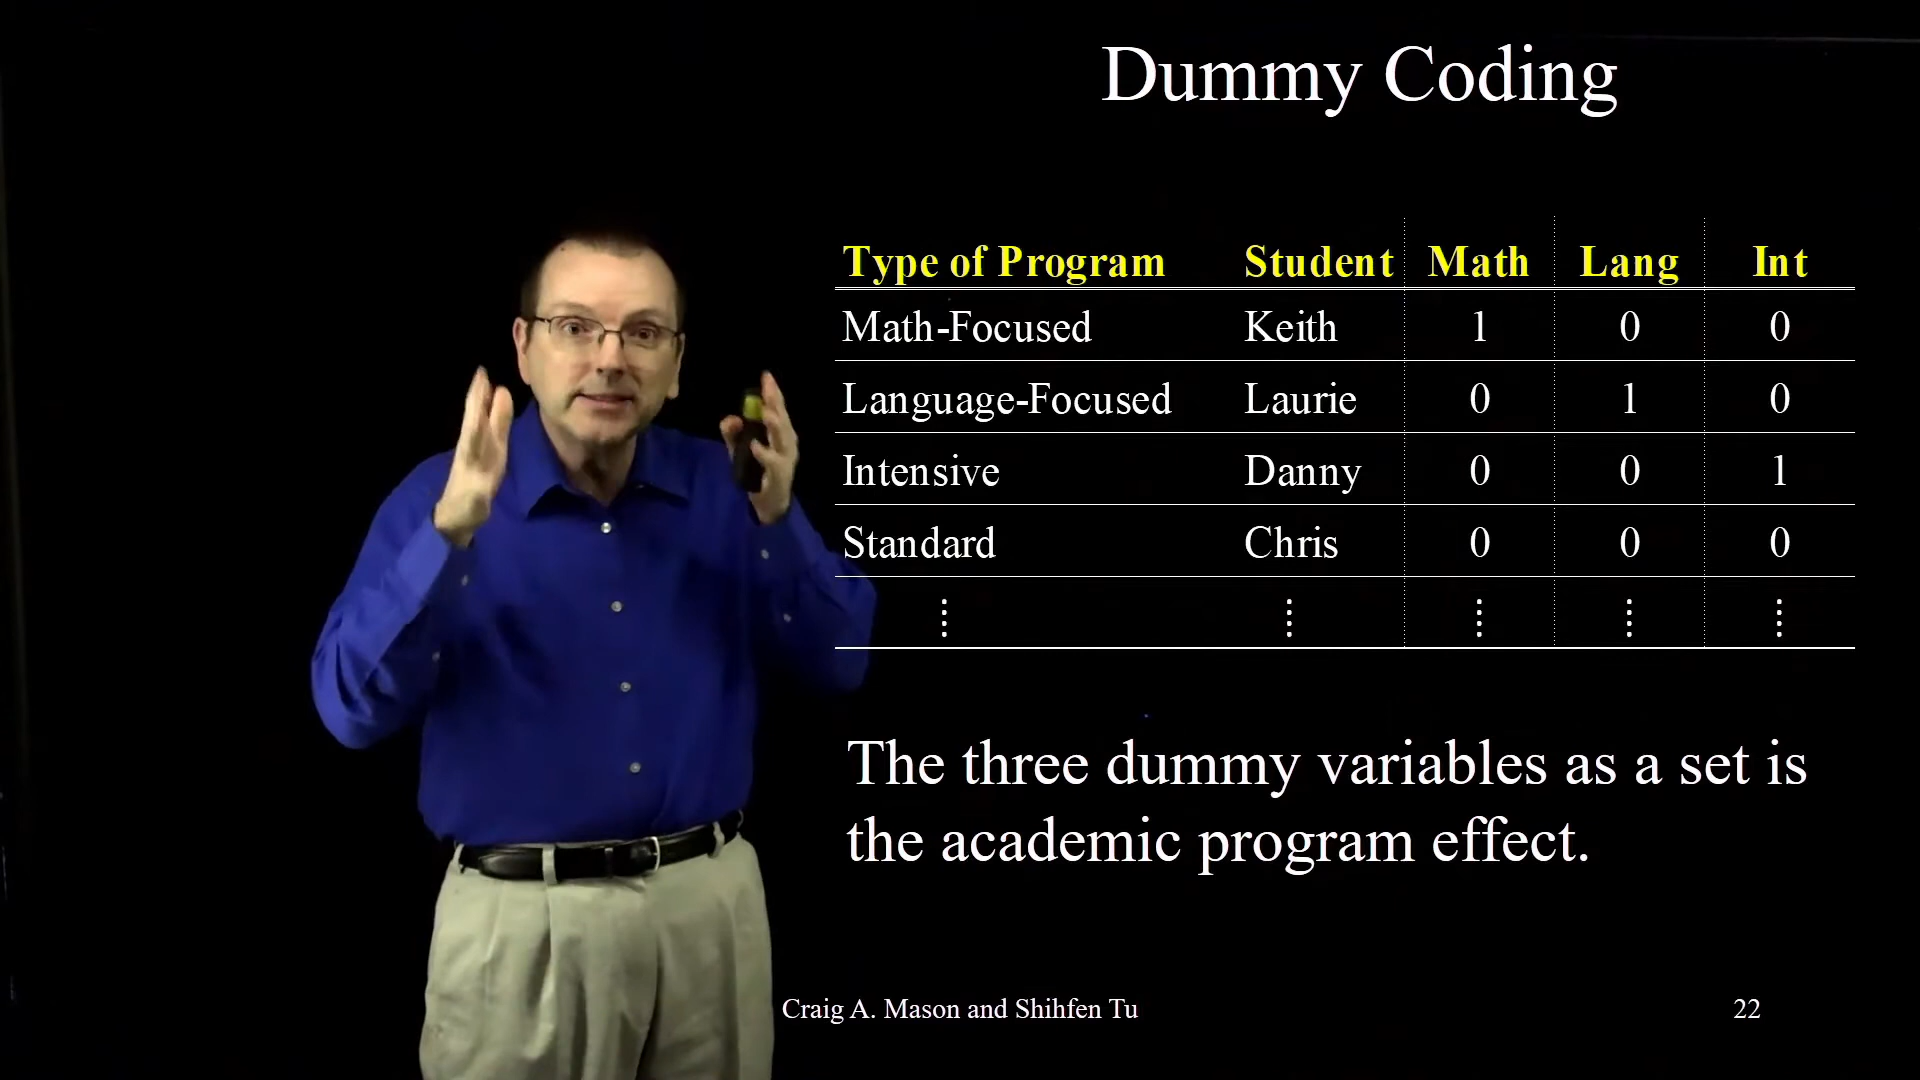 Dummy Coding
Type of Program Student Math Lang Int
Math-Focused Keith 1 0 0
Language-Focused Laurie 0 1 0
Intensive Danny 0 0 1
Standard Chris 0 0 0
The three dummy variables as a set is
the academic program effect.
Craig A. Mason and Shihfen Tu 22